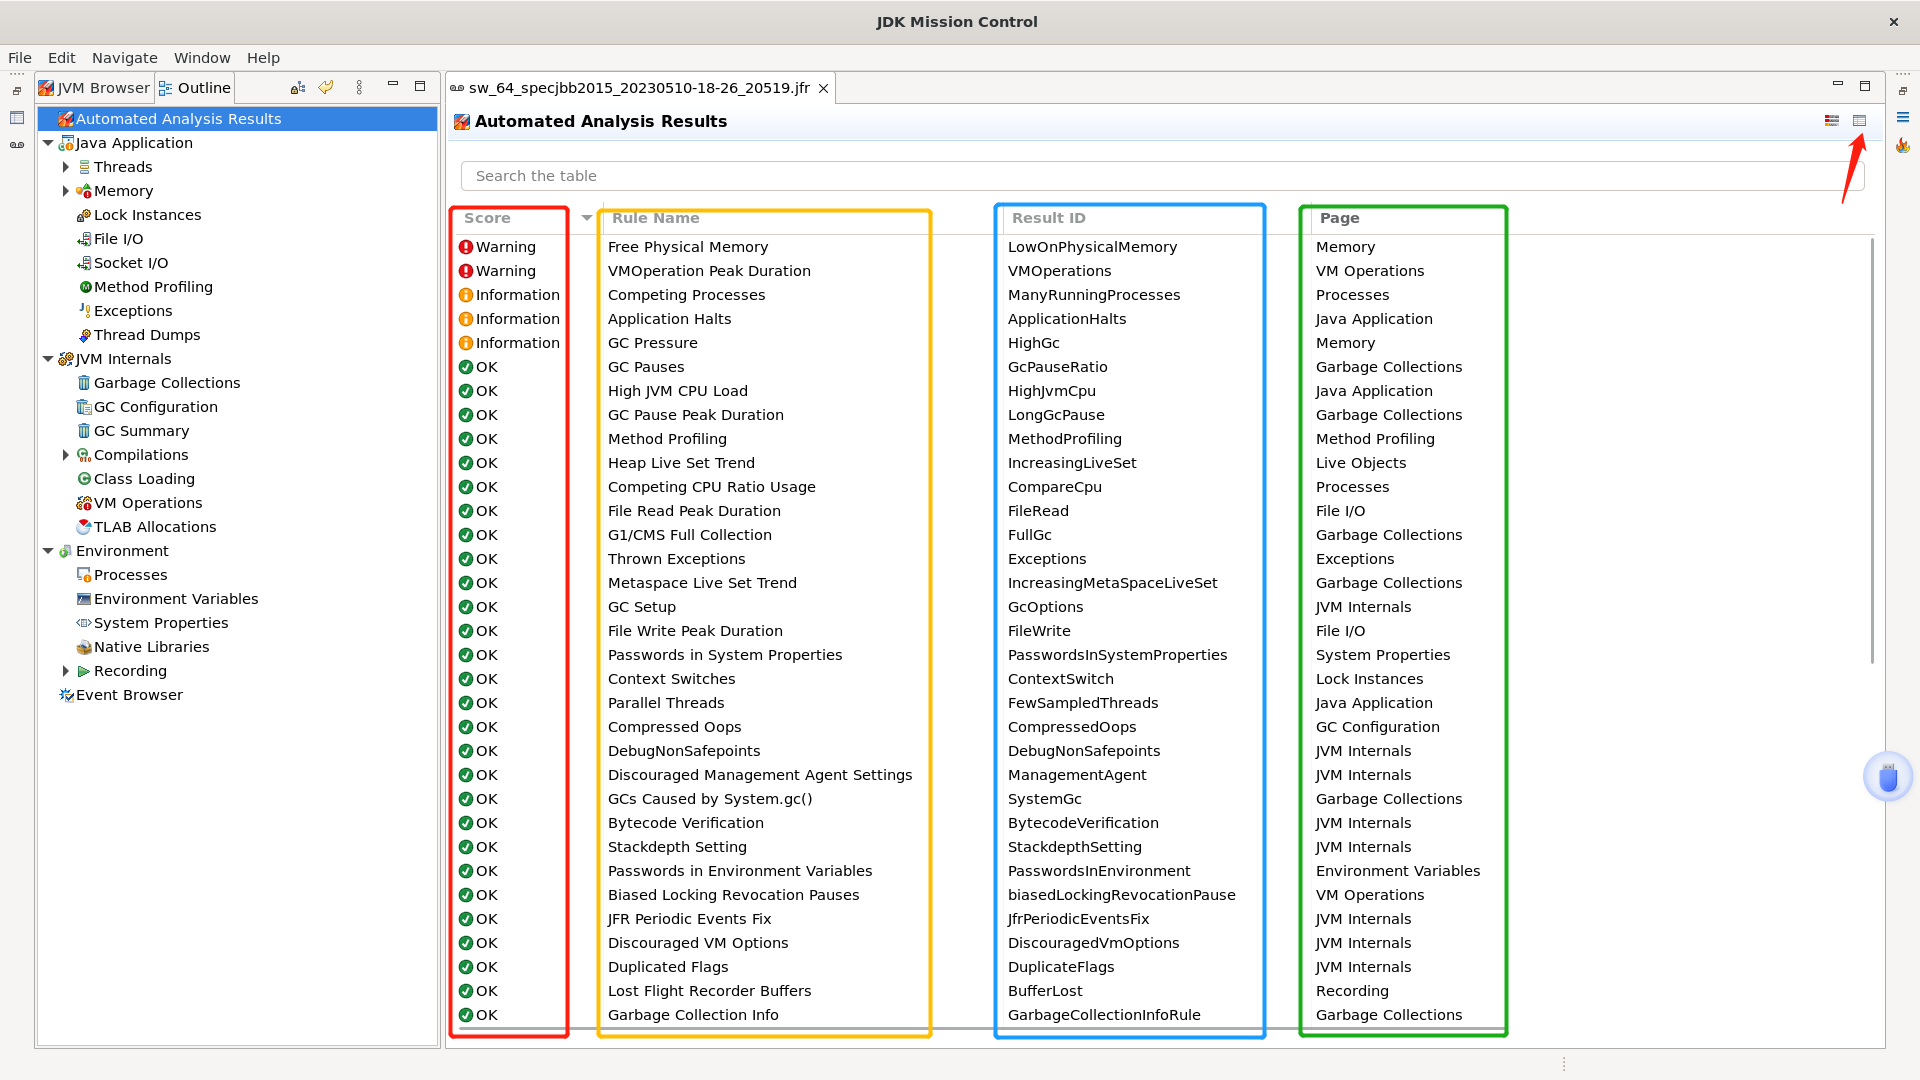 JDK Mission Control
File Edit Navigate Window Help
JVM Browser Outline
Automated Analysis Results
Java Application
Threads
Memory
Lock Instances
File I/O
Socket I/O
Method Profiling
Exceptions
Thread Dumps
JVM Internals
Garbage Collections
GC Configuration
GC Summary
Compilations
Class Loading
VM Operations
TLAB Allocations
Environment
Processes
Environment Variables
System Properties
Native Libraries
Recording
Event Browser
sw_64_specjbb2015_20230510-18-26_20519.jfr
Automated Analysis Results
Search the table
Score Rule Name Result ID Page
Warning Free Physical Memory LowOnPhysicalMemory Memory
Warning VMOperation Peak Duration VMOperations VM Operations
Information Competing Processes ManyRunningProcesses Processes
Information Application Halts ApplicationHalts Java Application
Information GC Pressure HighGc Memory
OK GC Pauses GcPauseRatio Garbage Collections
OK High JVM CPU Load HighJvmCpu Java Application
OK GC Pause Peak Duration LongGcPause Garbage Collections
OK Method Profiling MethodProfiling Method Profiling
OK Heap Live Set Trend IncreasingLiveSet Live Objects
OK Competing CPU Ratio Usage CompareCpu Processes
OK File Read Peak Duration FileRead File I/O
OK G1/CMS Full Collection FullGc Garbage Collections
OK Thrown Exceptions Exceptions Exceptions
OK Metaspace Live Set Trend IncreasingMetaSpaceLiveSet Garbage Collections
OK GC Setup GcOptions JVM Internals
OK File Write Peak Duration FileWrite File I/O
OK Passwords in System Properties PasswordsInSystemProperties System Properties
OK Context Switches ContextSwitch Lock Instances
OK Parallel Threads FewSampledThreads Java Application
OK Compressed Oops CompressedOops GC Configuration
OK DebugNonSafepoints DebugNonSafepoints JVM Internals
OK Discouraged Management Agent Settings ManagementAgent JVM Internals
OK GCs Caused by System.gc() SystemGc Garbage Collections
OK Bytecode Verification BytecodeVerification JVM Internals
OK Stackdepth Setting StackdepthSetting JVM Internals
OK Passwords in Environment Variables PasswordsInEnvironment Environment Variables
OK Biased Locking Revocation Pauses biasedLockingRevocationPause VM Operations
OK JFR Periodic Events Fix JfrPeriodicEventsFix JVM Internals
OK Discouraged VM Options DiscouragedVmOptions JVM Internals
OK Duplicated Flags DuplicateFlags JVM Internals
OK Lost Flight Recorder Buffers BufferLost Recording
OK Garbage Collection Info GarbageCollectionInfoRule Garbage Collections